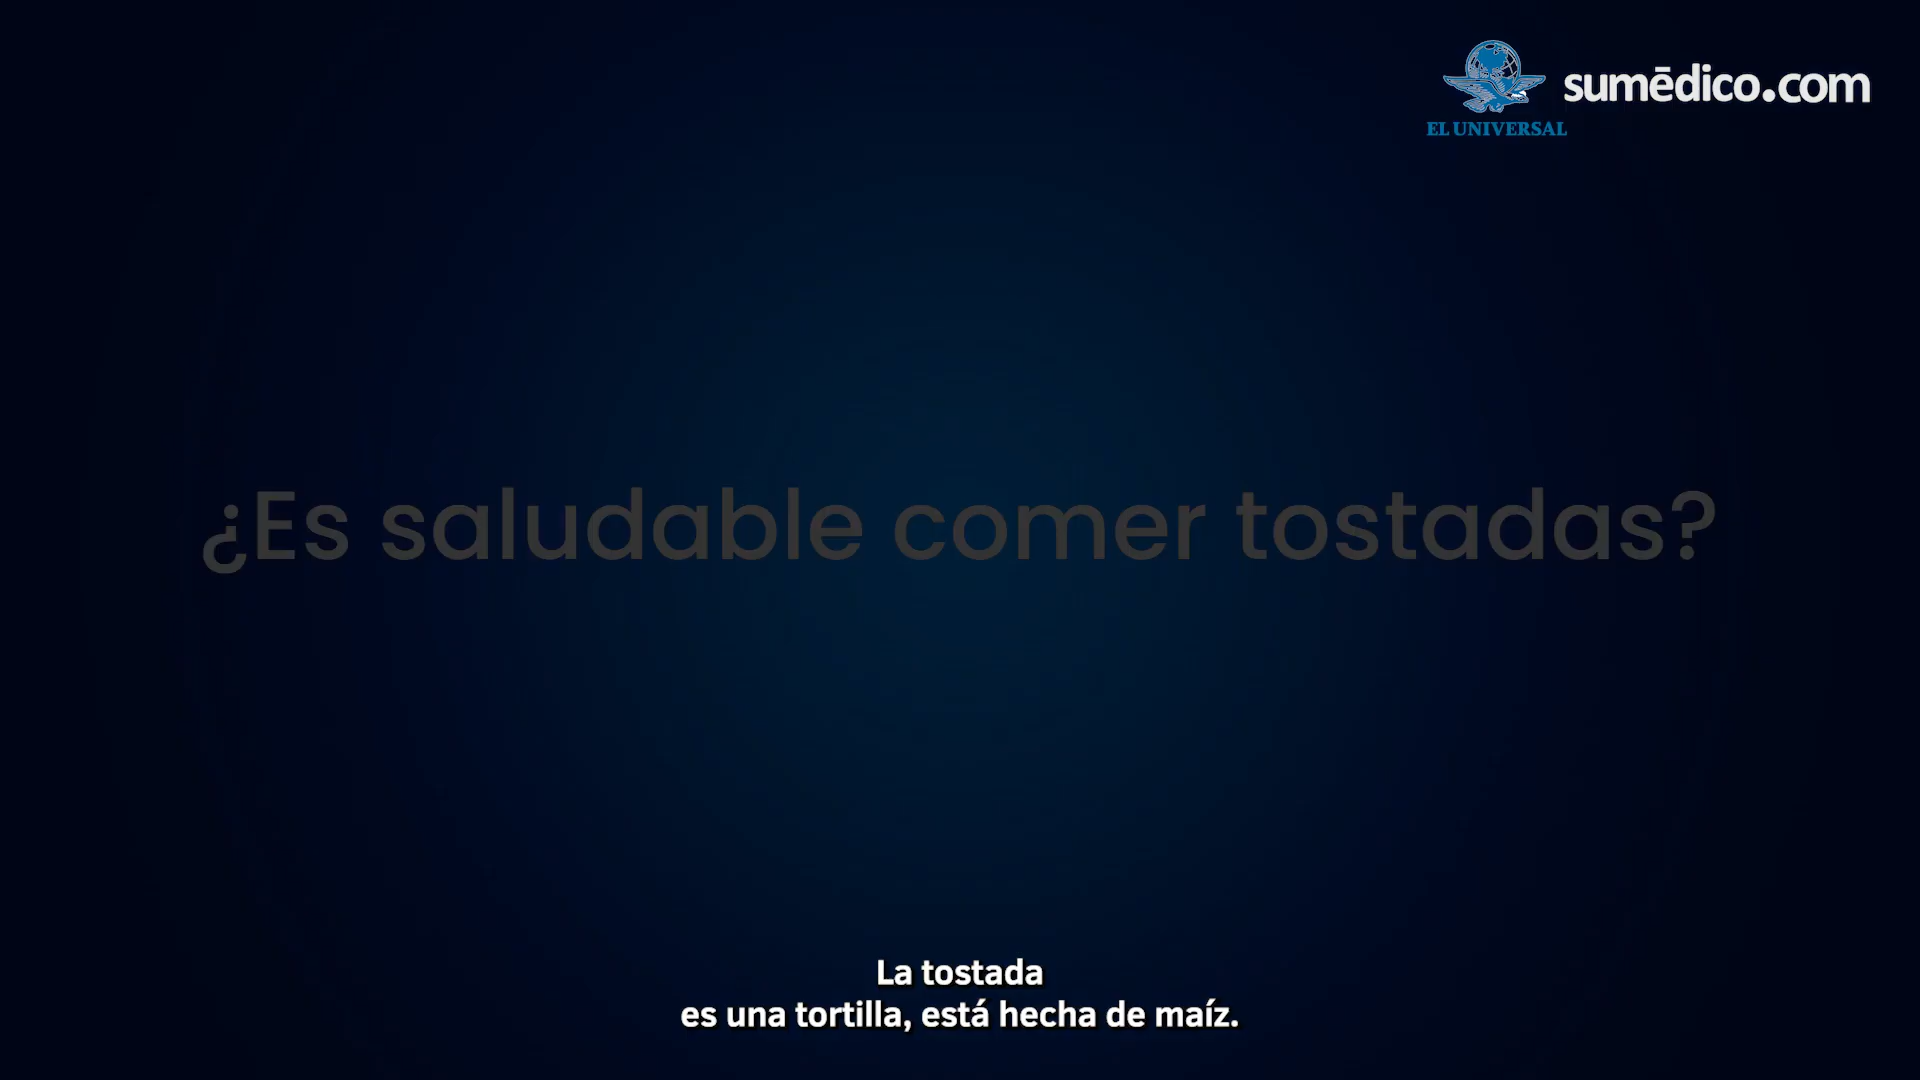 EL UNIVERSAL
sumēdico.com
¿Es saludable comer tostadas?
La tostada
es una tortilla, está hecha de maíz.